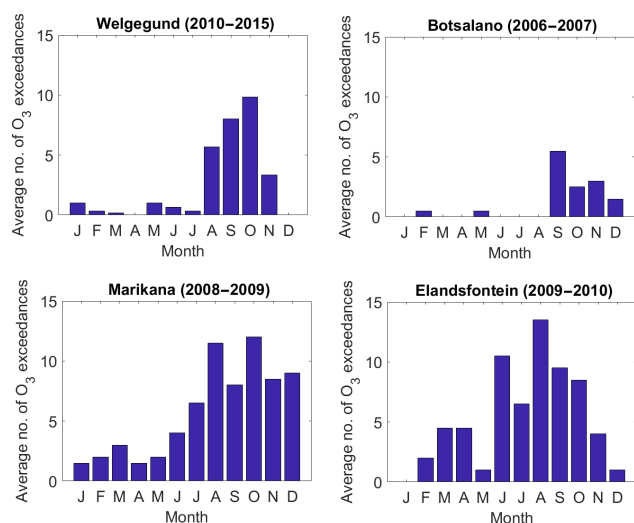 Welgegund (2010−2015)
Average no. of O3 exceedances
15
10
5
0
J F M A M J J A S O N D
Month
Botsalano (2006−2007)
Average no. of O3 exceedances
15
10
5
0
J F M A M J J A S O N D
Month
Marikana (2008−2009)
Average no. of O3 exceedances
15
10
5
0
J F M A M J J A S O N D
Month
Elandsfontein (2009−2010)
Average no. of O3 exceedances
15
10
5
0
J F M A M J J A S O N D
Month